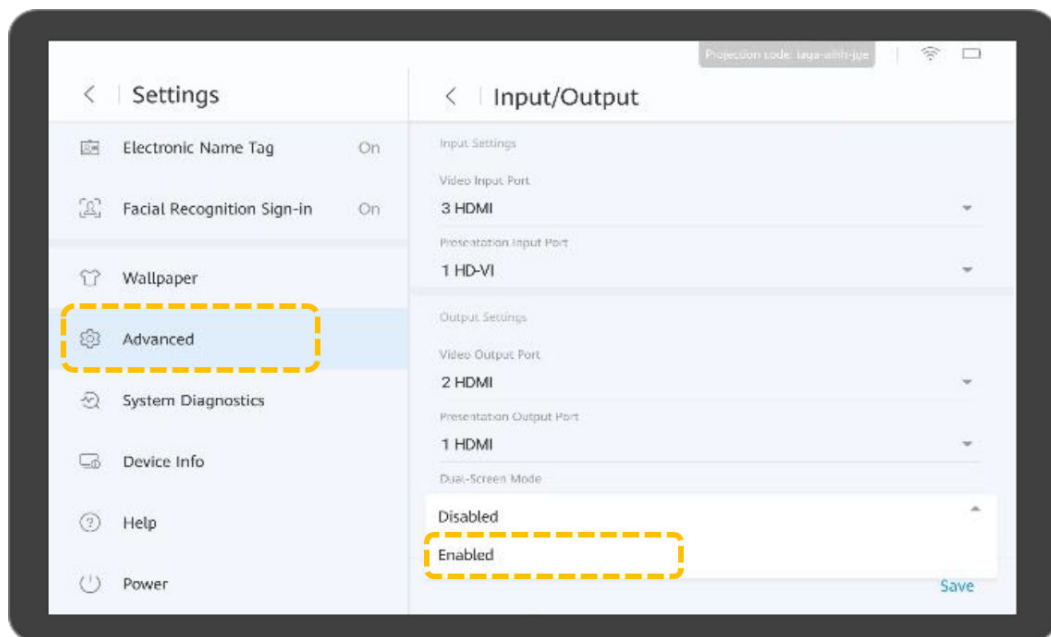 Projection code:
Settings
Electronic Name Tag On
Facial Recognition Sign-in On
Wallpaper
Advanced
System Diagnostics
Device Info
Help
Power
Input/Output
Input Settings
Video Input Port
3 HDMI
Presentation Input Port
1 HD-VI
Output Settings
Video Output Port
2 HDMI
Presentation Output Port
1 HDMI
Dual-Screen Mode
Disabled
Enabled
Save